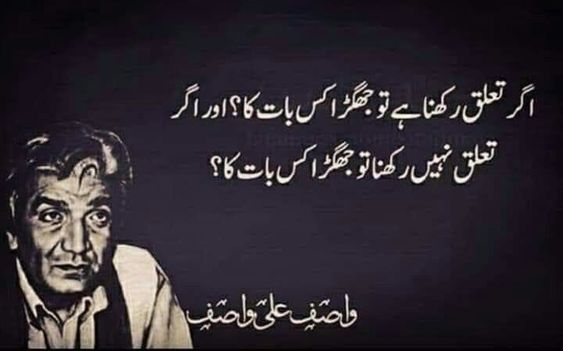 اگر تعلق رکھنا ہے تو جھگڑا کس بات کا؟ اور اگر
تعلق نہیں رکھنا تو جھگڑا کس بات کا؟
واصف علی واصف